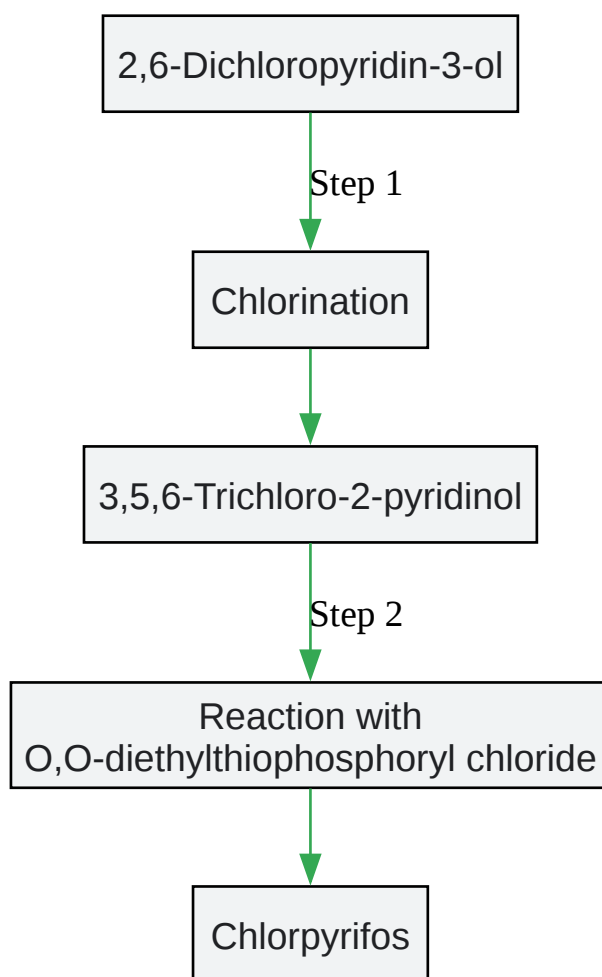 2,6-Dichloropyridin-3-ol
Step 1
Chlorination
3,5,6-Trichloro-2-pyridinol
Step 2
Reaction with
O,O-diethylthiophosphoryl chloride
Chlorpyrifos